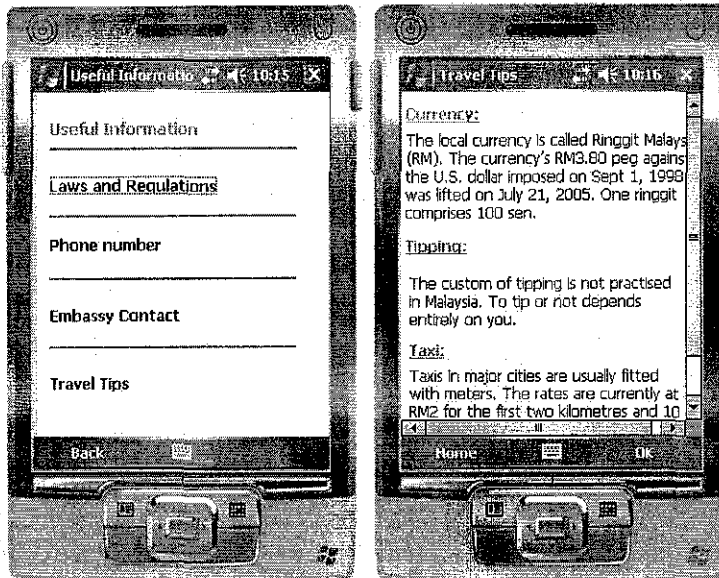 Useful Informatio 10:15
Useful Information
Laws and Regulations
Phone number
Embassy Contact
Travel Tips
Back
Travel Tips 10:16
Currency:
The local currency is called Ringgit Malays
(RM). The currency's RM3.80 peg agains
the U.S. dollar imposed on Sept 1, 1998
was lifted on July 21, 2005. One ringgit
comprises 100 sen.
Tipping:
The custom of tipping is not practised
in Malaysia. To tip or not depends
entirely on you.
Taxi:
Taxis in major cities are usually fitted
with meters. The rates are currently at
RM2 for the first two kilometres and 10
Home OK